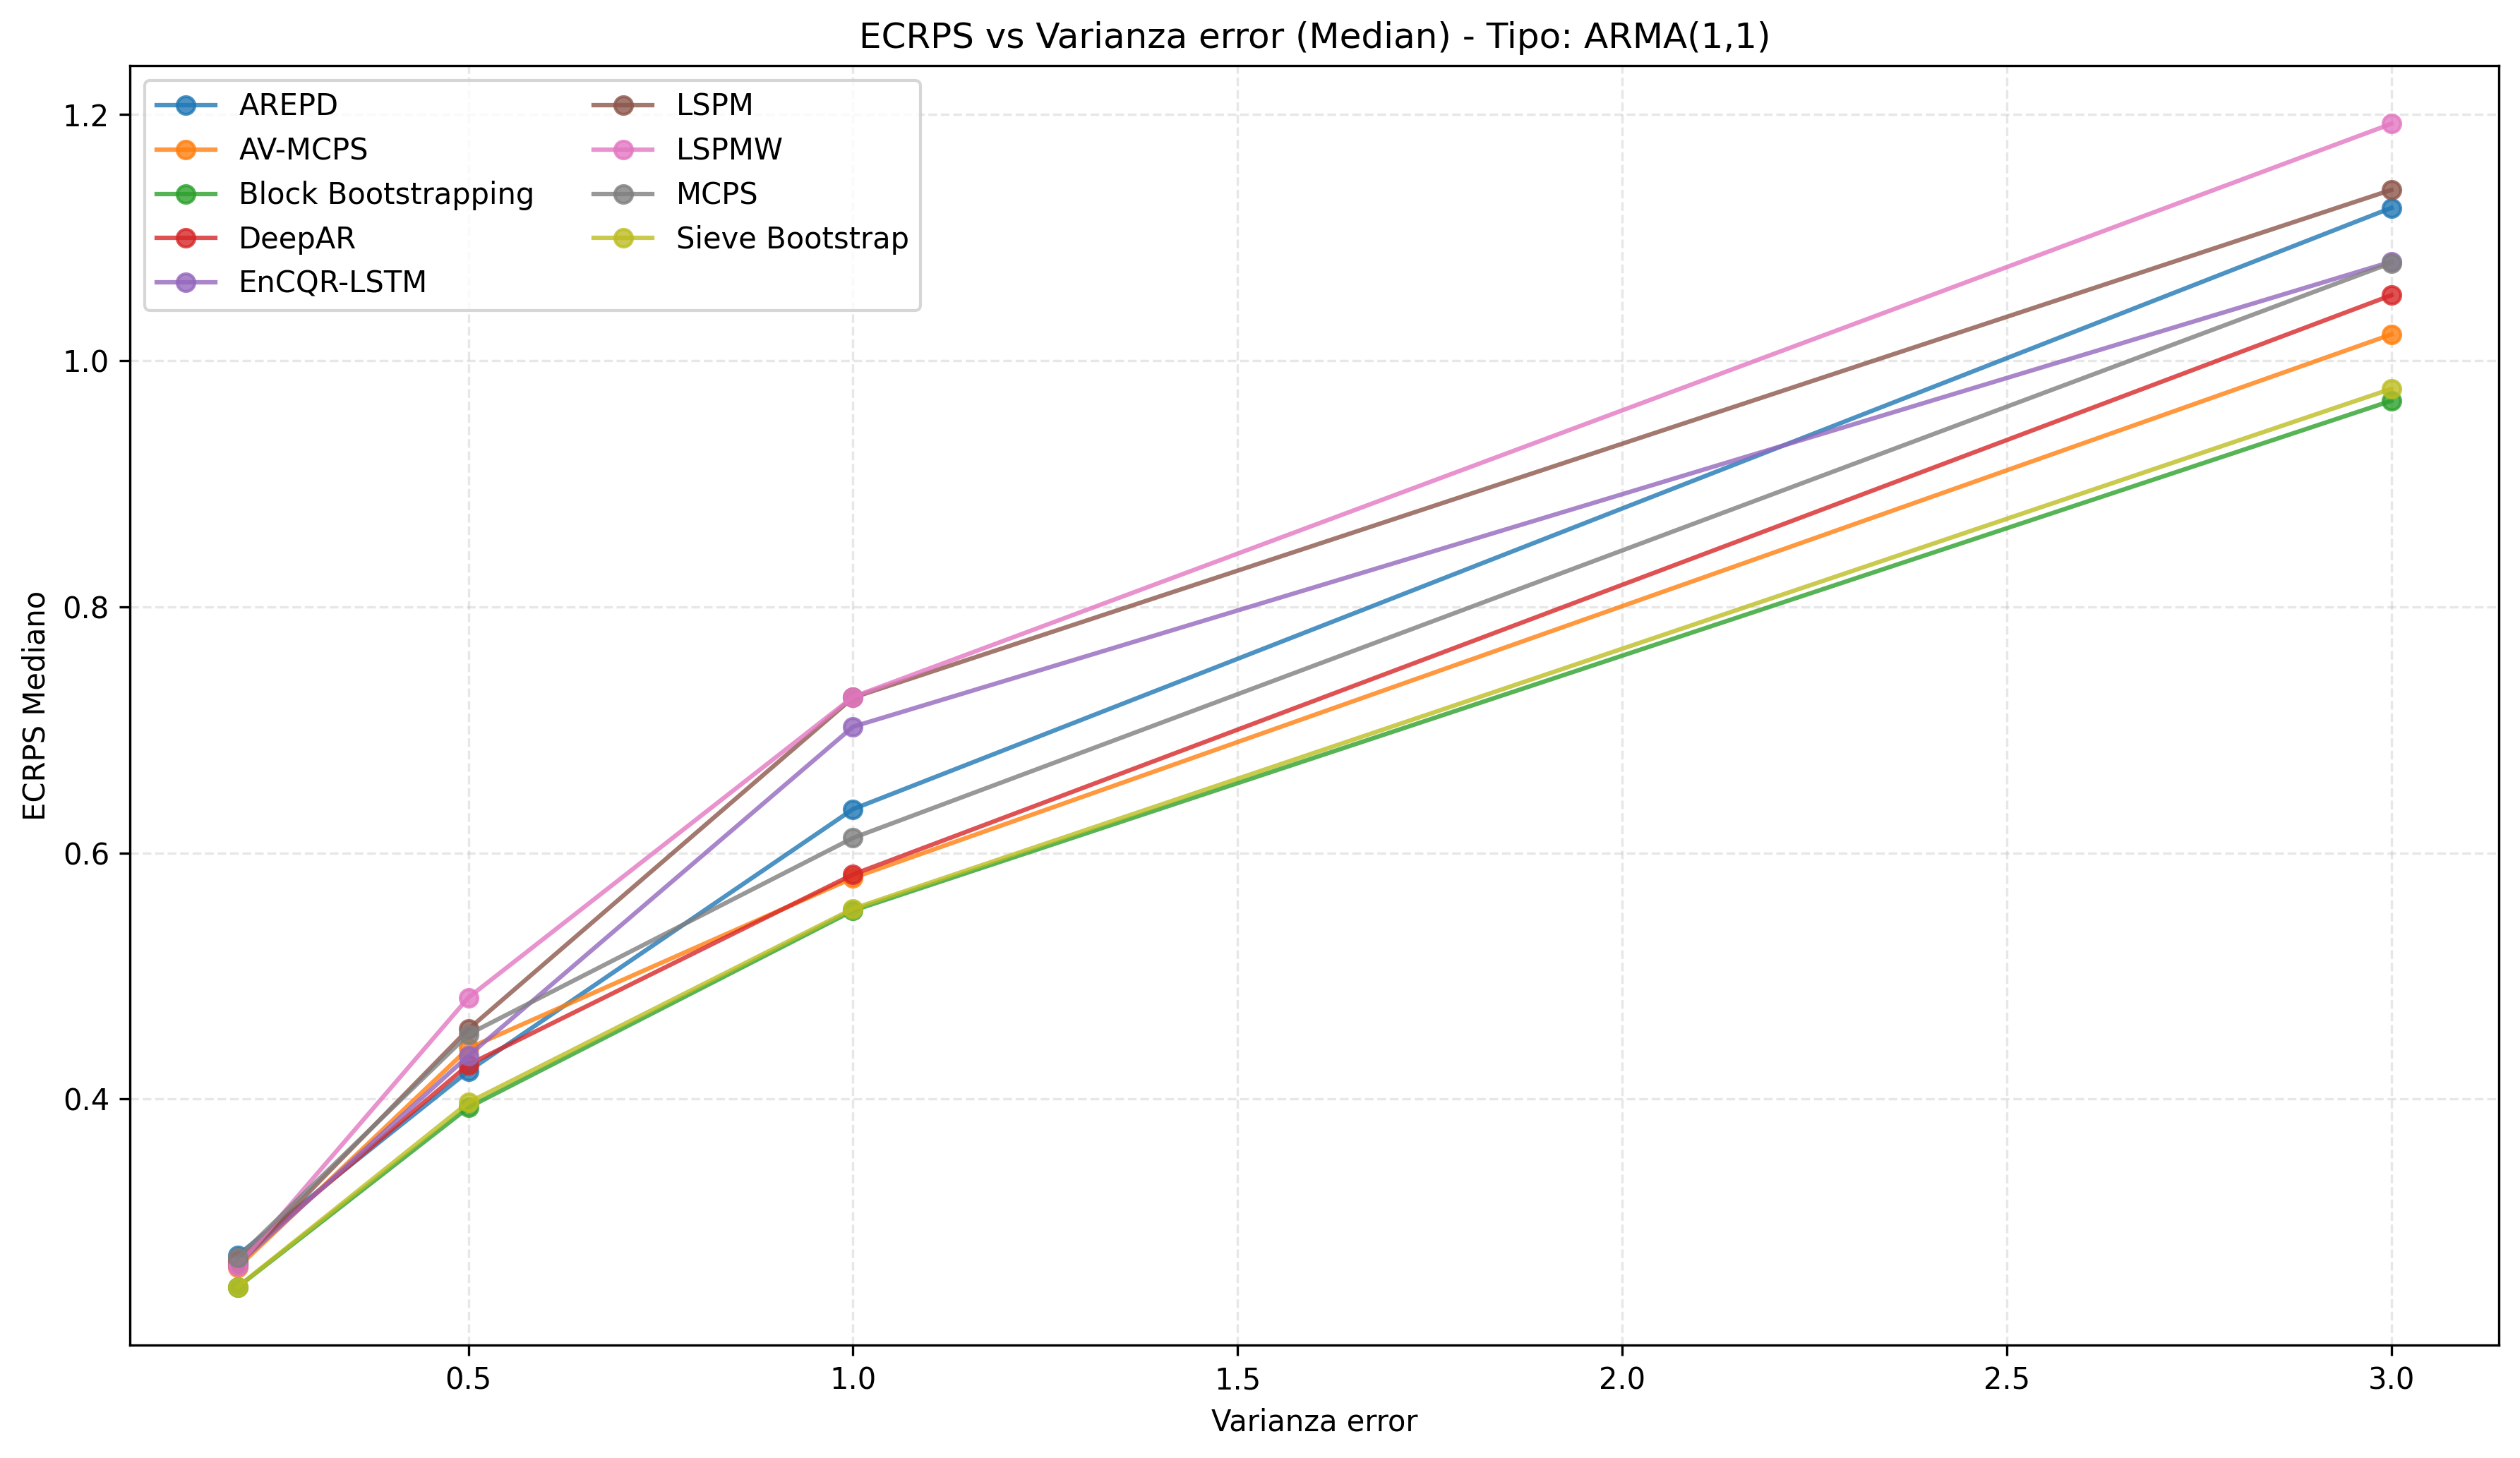 ECRPS vs Varianza error (Median) - Tipo: ARMA(1,1)
AREPD
AV-MCPS
Block Bootstrapping
DeepAR
EnCQR-LSTM
LSPM
LSPMW
MCPS
Sieve Bootstrap
ECRPS Mediano
1.2
1.0
0.8
0.6
0.4
0.5 1.0 1.5 2.0 2.5 3.0
Varianza error